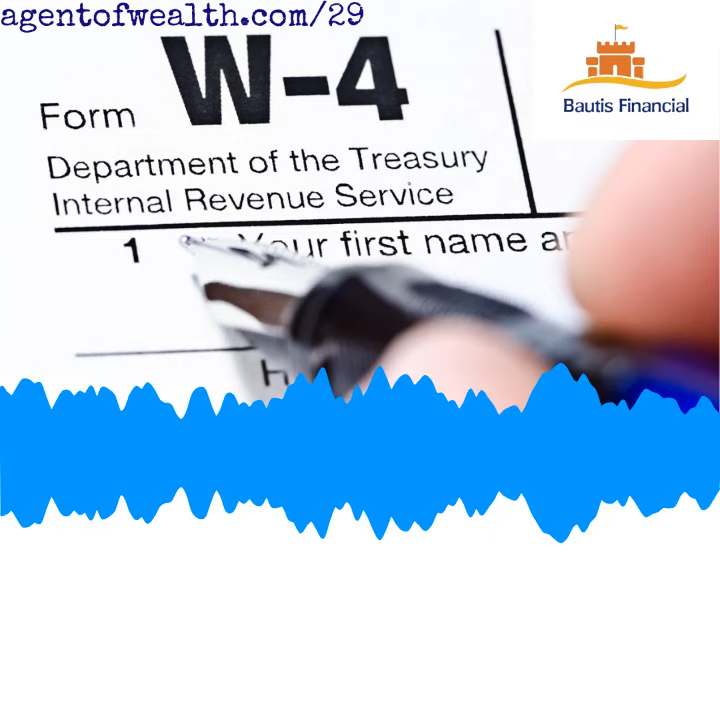 agentofwealth.com/29
Bautis Financial
Form W-4
Department of the Treasury
Internal Revenue Service
1 Your first name